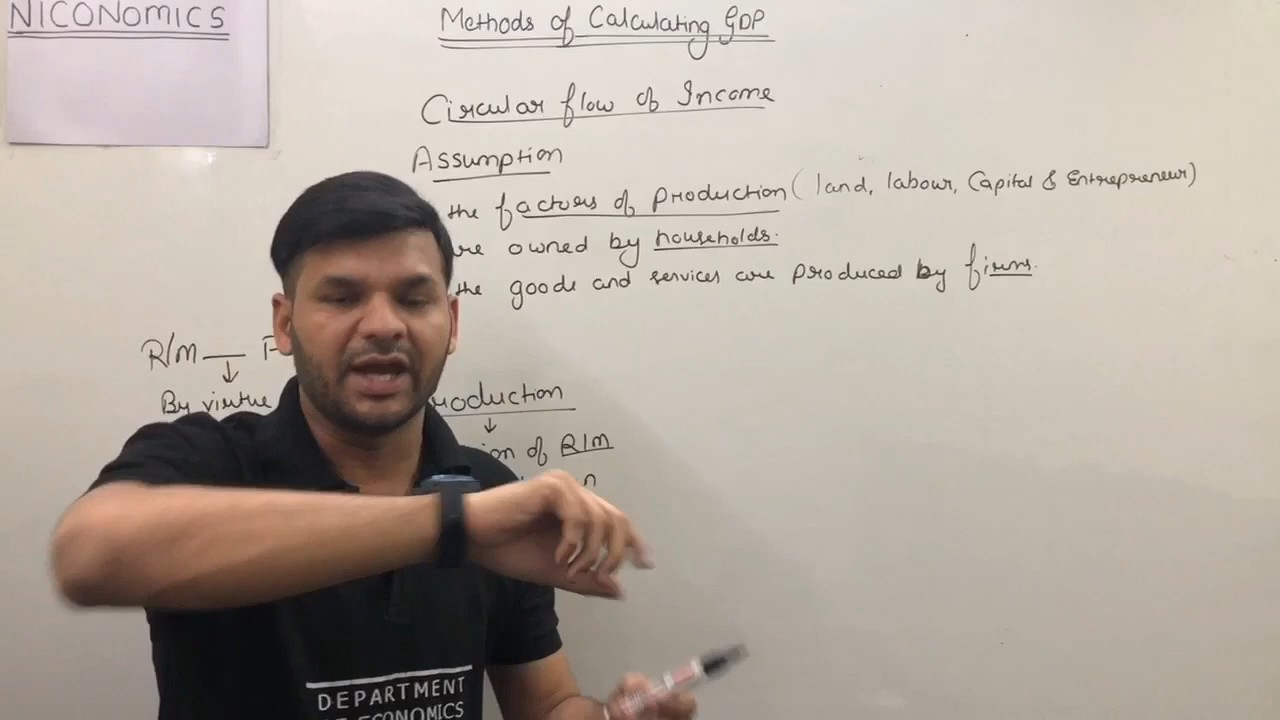 NICONOMICS
Methods of Calculating GDP
Circular flow of Income
Assumption
the factors of production (land, labour, Capital & Entrepreneur)
are owned by households.
the goods and services are produced by firms.
R/M
By virtue roduction
on of R/M
DEPARTMENT
ECONOMICS